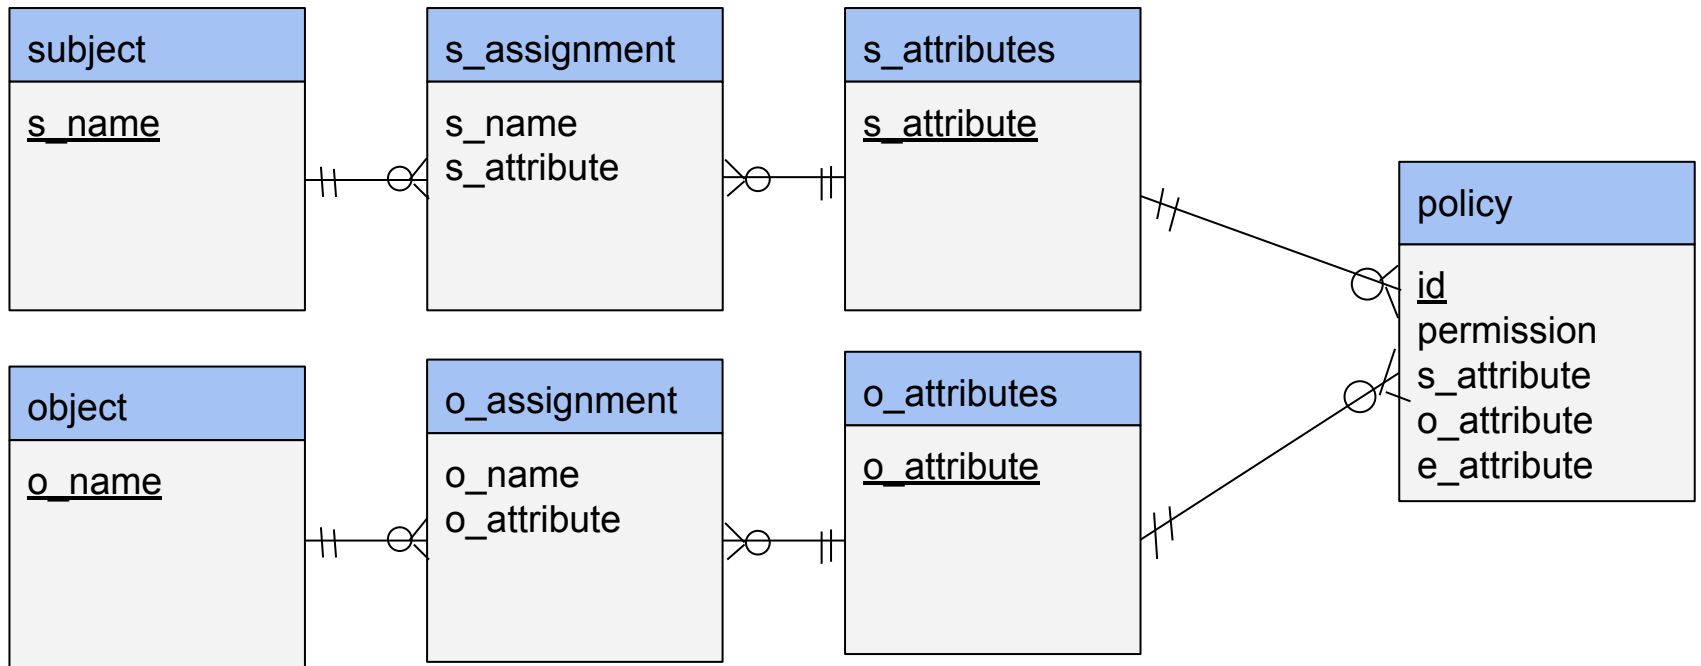 subject
s_name
s_assignment
s_name
s_attribute
s_attributes
s_attribute
object
o_name
o_assignment
o_name
o_attribute
o_attributes
o_attribute
policy
id
permission
s_attribute
o_attribute
e_attribute